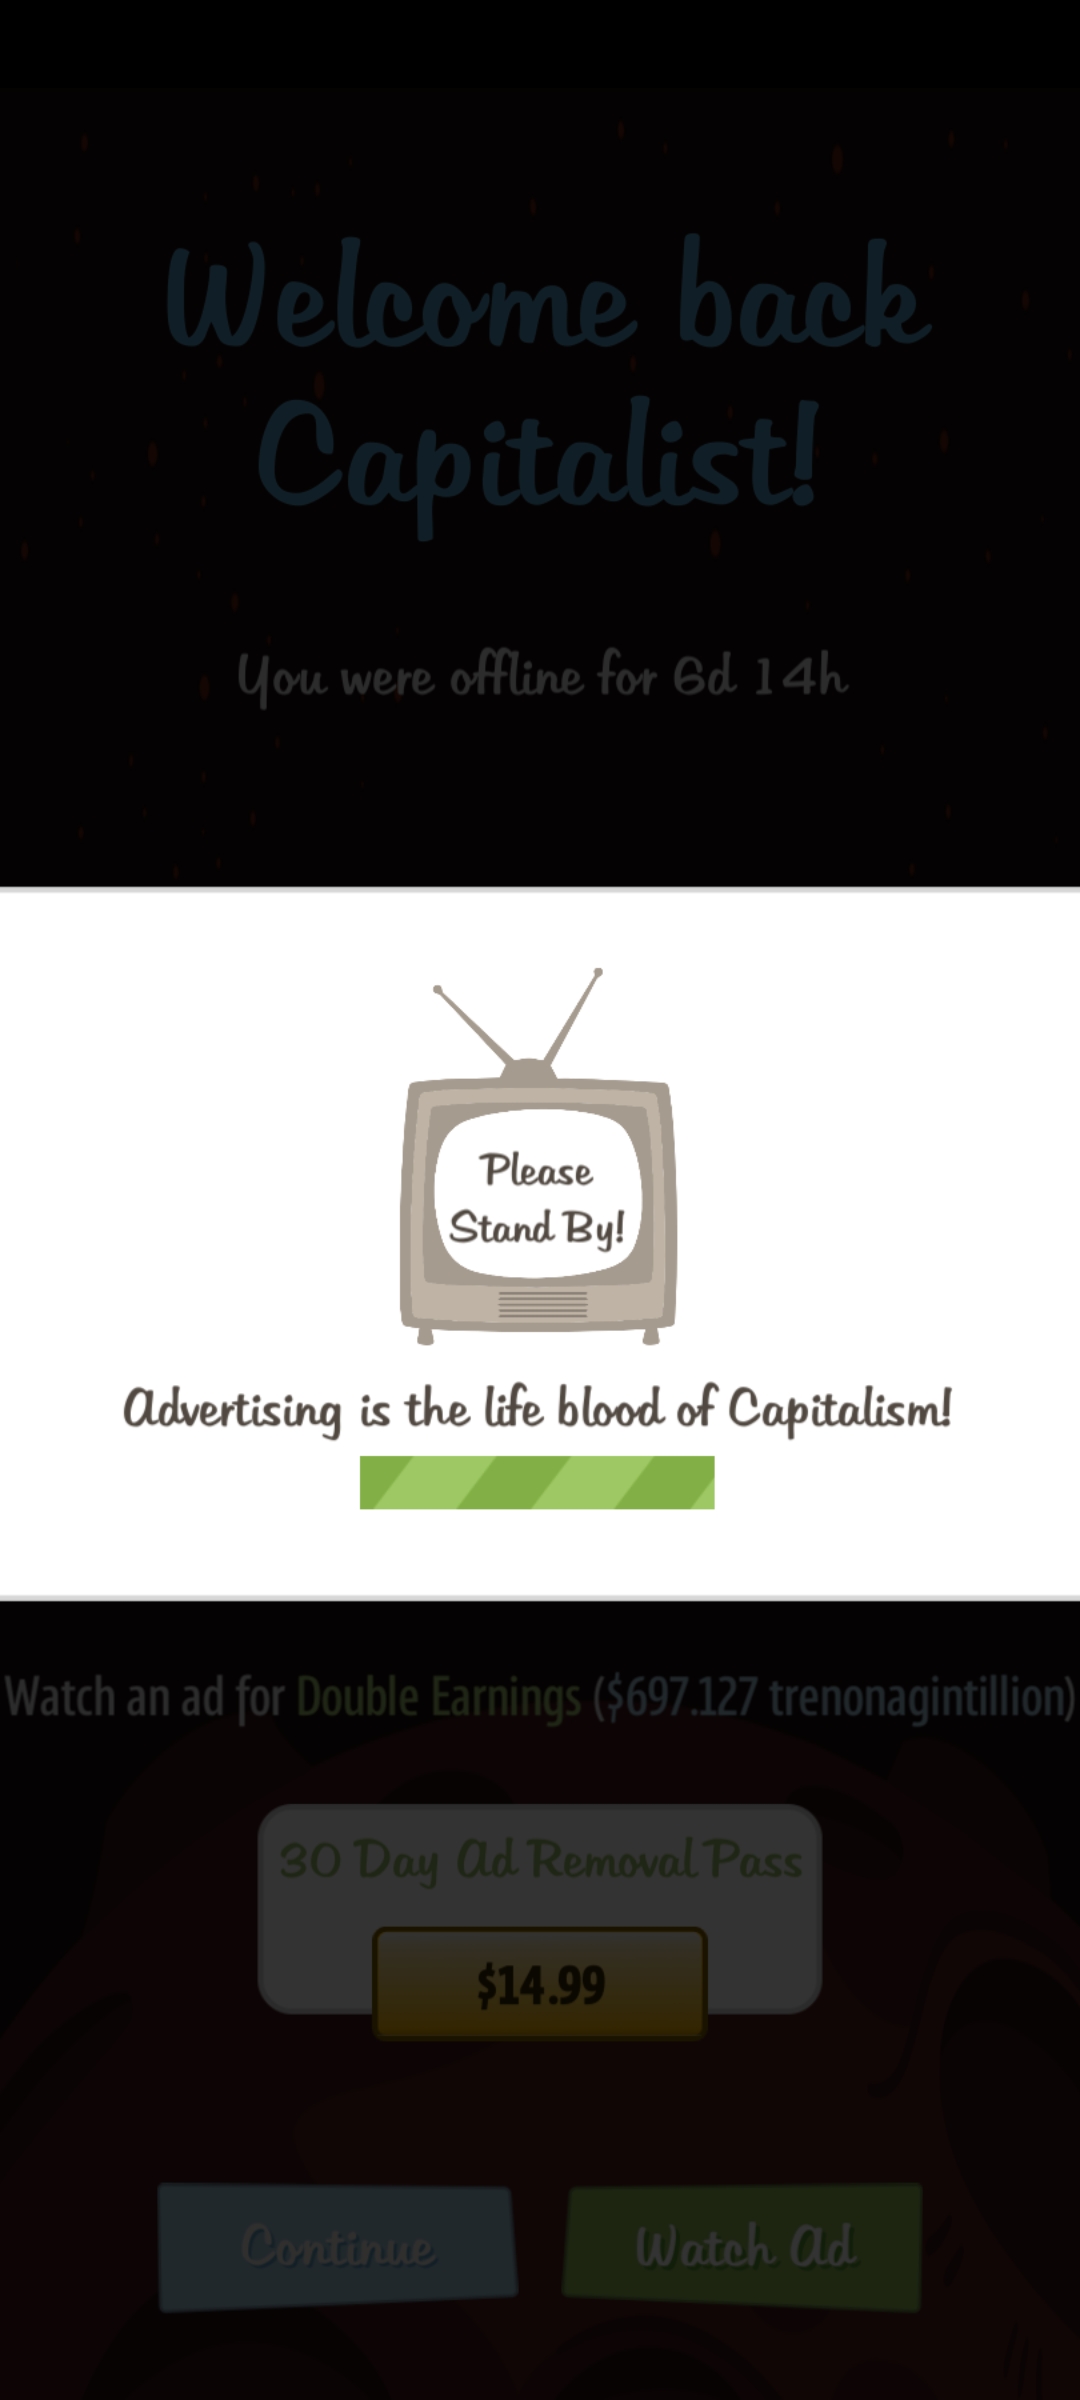 Welcome back
Capitalist!
You were offline for 6d 14h
Please
Stand By!
Advertising is the life blood of Capitalism!
Watch an ad for Double Earnings ($697.127 trenonagintillion)
30 Day Ad Removal Pass
$14.99
Continue
Watch Ad